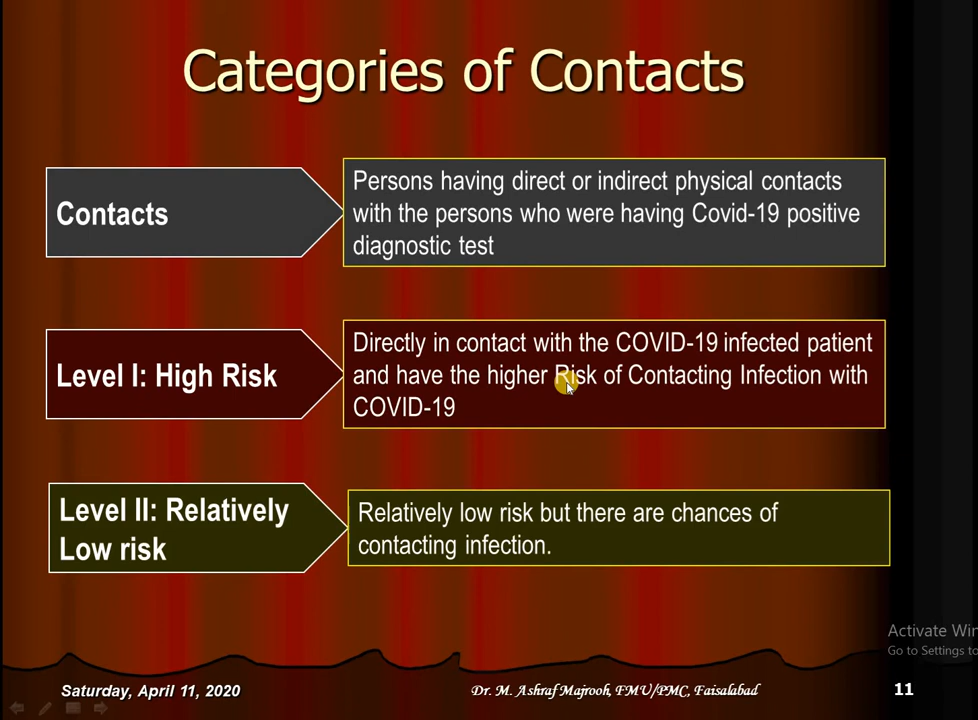 Categories of Contacts
Contacts
Persons having direct or indirect physical contacts
with the persons who were having Covid-19 positive
diagnostic test
Level I: High Risk
Directly in contact with the COVID-19 infected patient
and have the higher Risk of Contacting Infection with
COVID-19
Level II: Relatively
Low risk
Relatively low risk but there are chances of
contacting infection.
Activate Win
Go to Settings to
Saturday, April 11, 2020
Dr. M. Ashraf Majrooh, FMU/PMC, Faisalabad
11